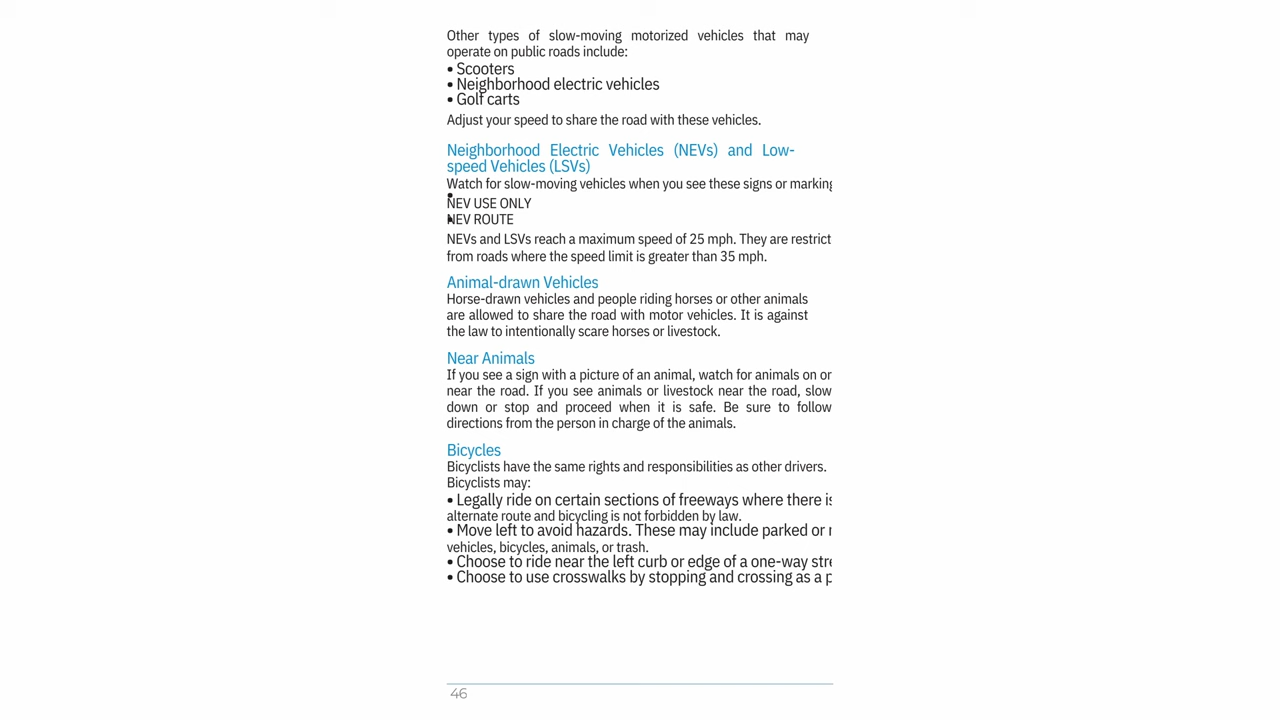 Other types of slow-moving motorized vehicles that may
operate on public roads include:
• Scooters
• Neighborhood electric vehicles
• Golf carts
Adjust your speed to share the road with these vehicles.
Neighborhood Electric Vehicles (NEVs) and Low-
speed Vehicles (LSVs)
Watch for slow-moving vehicles when you see these signs or marking
•
NEV USE ONLY
• NEV ROUTE
NEVs and LSVs reach a maximum speed of 25 mph. They are restrict
from roads where the speed limit is greater than 35 mph.
Animal-drawn Vehicles
Horse-drawn vehicles and people riding horses or other animals
are allowed to share the road with motor vehicles. It is against
the law to intentionally scare horses or livestock.
Near Animals
If you see a sign with a picture of an animal, watch for animals on or
near the road. If you see animals or livestock near the road, slow
down or stop and proceed when it is safe. Be sure to follow
directions from the person in charge of the animals.
Bicycles
Bicyclists have the same rights and responsibilities as other drivers.
Bicyclists may:
• Legally ride on certain sections of freeways where there is
alternate route and bicycling is not forbidden by law.
• Move left to avoid hazards. These may include parked or
vehicles, bicycles, animals, or trash.
• Choose to ride near the left curb or edge of a one-way
• Choose to use crosswalks by stopping and crossing as a
46